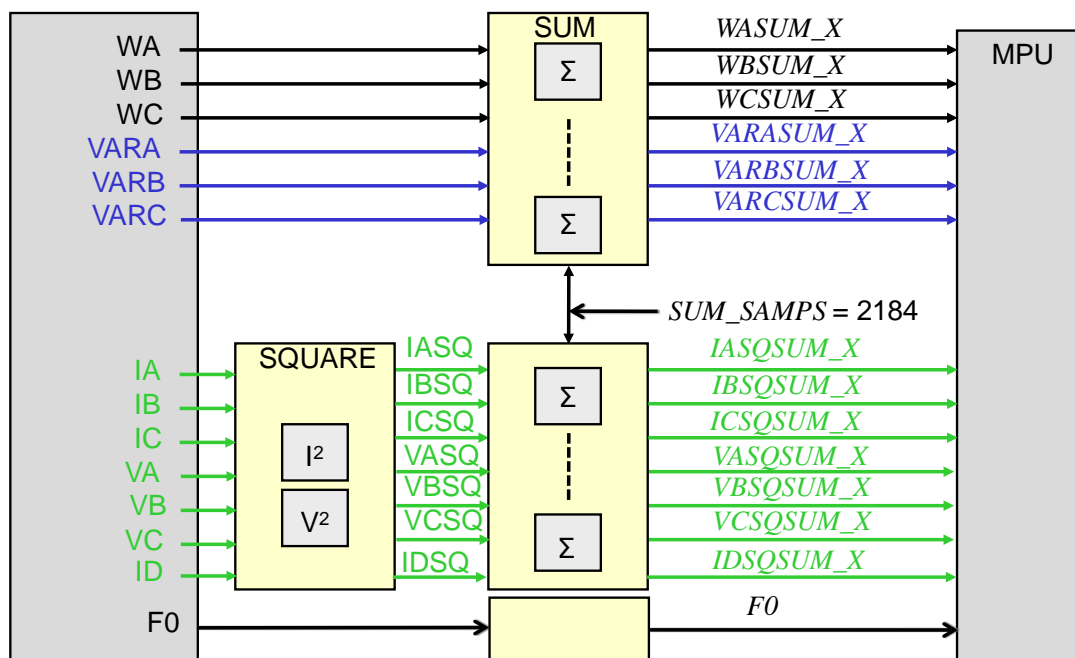 SUM
MPU
WA
WASUM_X
WB
WBSUM_X
WC
WCSUM_X
VARA
VARASUM_X
VARB
VARBSUM_X
VARC
VARCSUM_X
Σ
Σ
SUM_SAMPS = 2184
SQUARE
IA
IASQ
IASQSUM_X
IB
IBSQ
IBSQSUM_X
IC
ICSQ
ICSQSUM_X
VA
VASQ
VASQSUM_X
VB
VBSQ
VBSQSUM_X
VC
VCSQ
VCSQSUM_X
ID
IDSQ
IDSQSUM_X
I²
V²
Σ
Σ
F0
F0